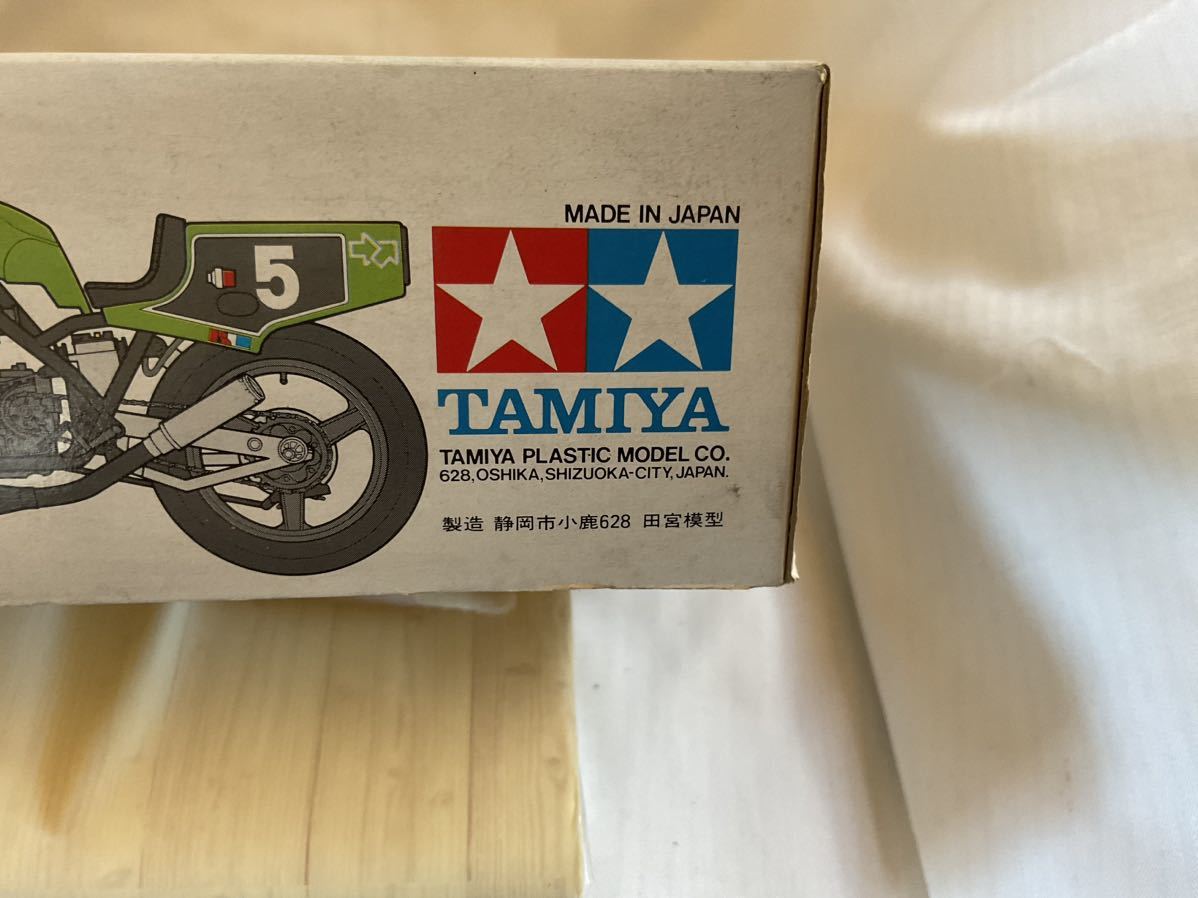 MADE IN JAPAN
5
TAMIYA
TAMIYA PLASTIC MODEL CO.
628, OSHIKA, SHIZUOKA-CITY, JAPAN.
製造 静岡市小鹿628 田宮模型